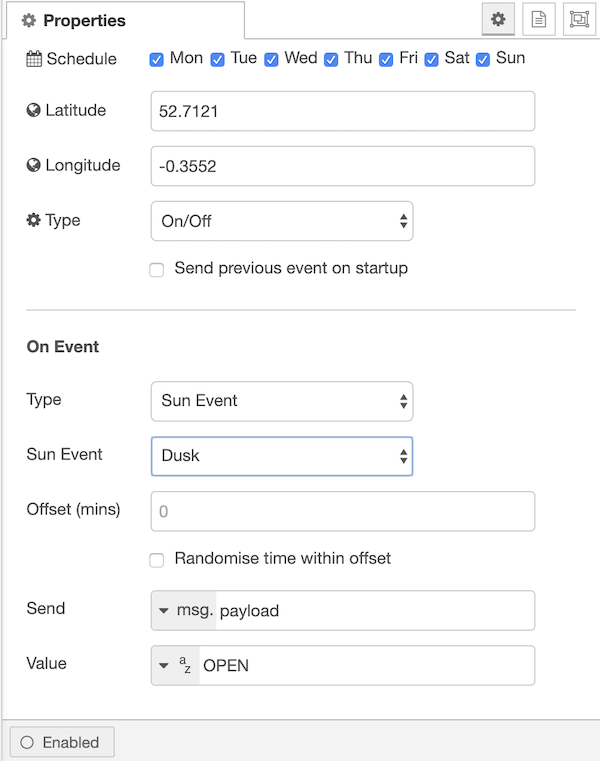 Properties
Schedule Mon Tue Wed Thu Fri Sat Sun
Latitude 52.7121
Longitude -0.3552
Type On/Off
Send previous event on startup
On Event
Type Sun Event
Sun Event Dusk
Offset (mins) 0
Randomise time within offset
Send msg. payload
Value a z OPEN
Enabled